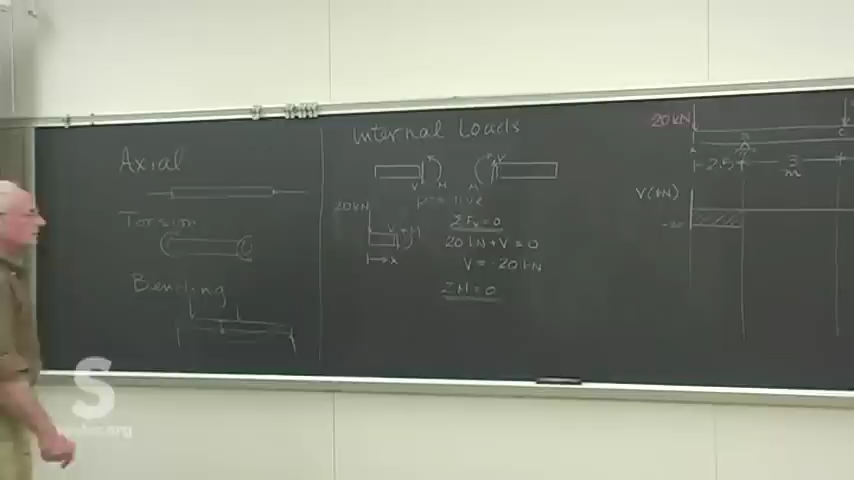 Axial
Torsion
Bending
Internal Loads
V
M
M
V
positive
20 kN
V
M
x
ΣFy = 0
20 kN + V = 0
V = -20 kN
ΣM = 0
20 kN
A
B
C
2.5
3
m
V(kN)
-20
S